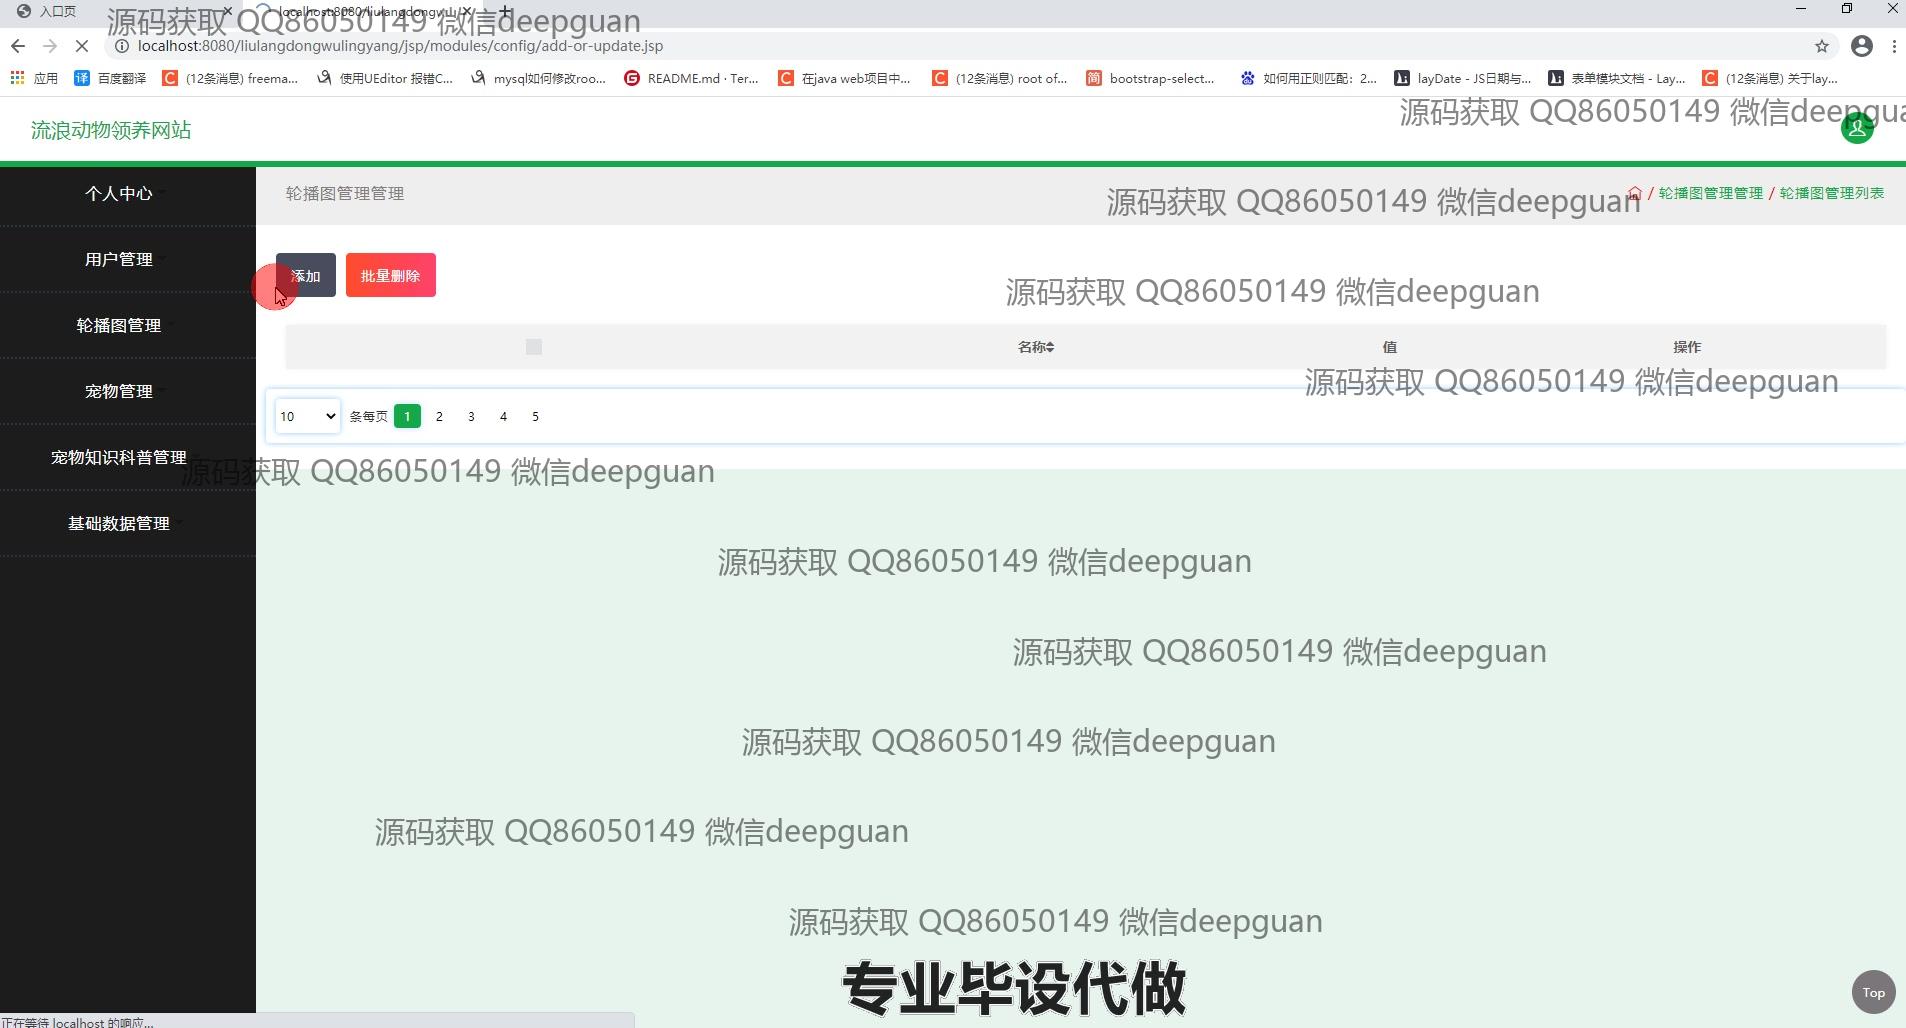 入口页
localhost:8080/liulangdongwu
源码获取 QQ86050149 微信deepguan
localhost:8080/liulangdongwulingyang/jsp/modules/config/add-or-update.jsp
应用
百度翻译
(12条消息) freema...
使用UEditor 报错C...
mysql如何修改roo...
README.md · Ter...
在java web项目中...
(12条消息) root of...
bootstrap-select...
如何用正则匹配：2...
layDate - JS日期与...
表单模块文档 - Lay...
(12条消息) 关于lay...
源码获取 QQ86050149 微信deepgua
流浪动物领养网站
个人中心
轮播图管理管理
源码获取 QQ86050149 微信deepguan
/ 轮播图管理管理 / 轮播图管理列表
用户管理
添加
批量删除
源码获取 QQ86050149 微信deepguan
轮播图管理
名称
值
操作
源码获取 QQ86050149 微信deepguan
宠物管理
10
条每页
1 2 3 4 5
宠物知识科普管理
源码获取 QQ86050149 微信deepguan
基础数据管理
源码获取 QQ86050149 微信deepguan
源码获取 QQ86050149 微信deepguan
源码获取 QQ86050149 微信deepguan
源码获取 QQ86050149 微信deepguan
源码获取 QQ86050149 微信deepguan
专业毕设代做
Top
正在等待 localhost 的响应...